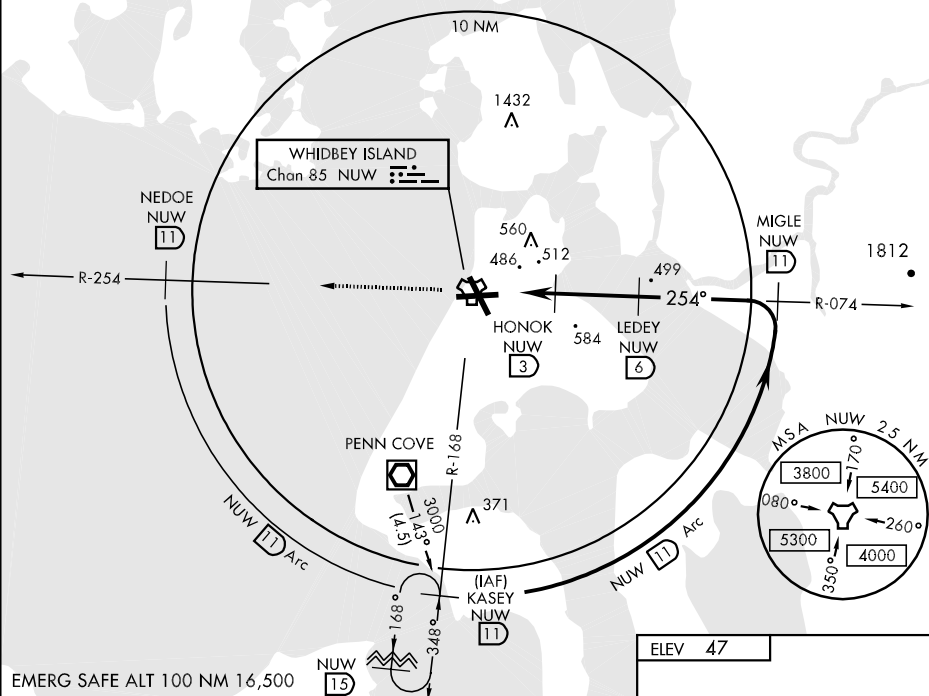 10 NM
1432
WHIDBEY ISLAND
Chan 85 NUW
NEDOE
NUW
11
MIGLE
NUW
11
1812
560
486
512
499
R-254
254°
R-074
HONOK
NUW
3
584
LEDEY
NUW
6
PENN COVE
R-168
3000
143°
(4.5)
371
NUW 11 Arc
NUW 11 Arc
(IAF)
KASEY
NUW
11
168°
348°
NUW
15
MSA NUW 25 NM
170°
3800
5400
080°
260°
5300
4000
350°
EMERG SAFE ALT 100 NM 16,500
ELEV 47